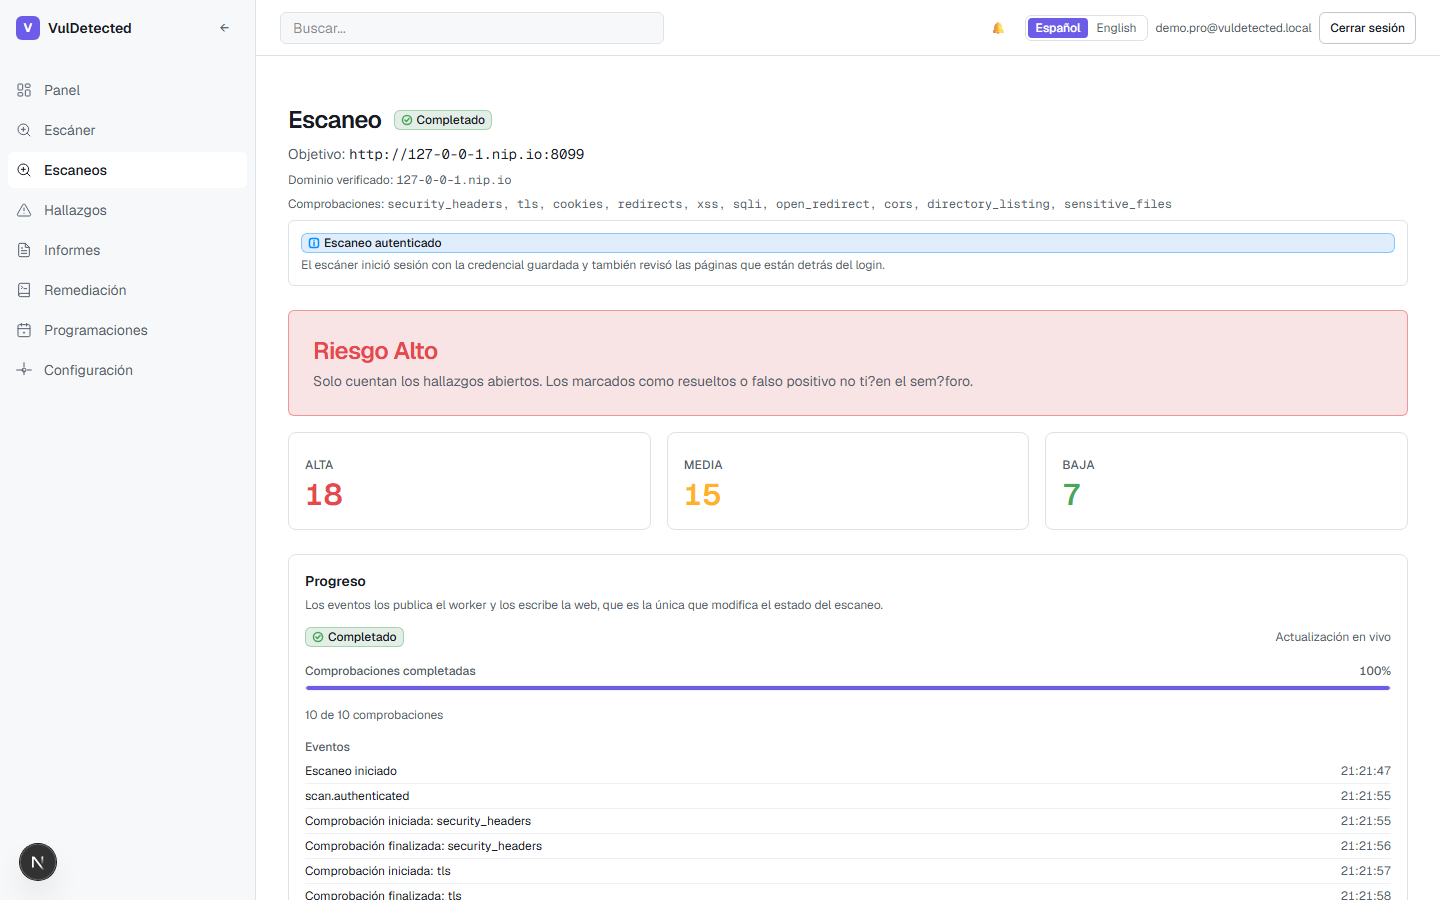 V VulDetected
Buscar...
Español English demo.pro@vuldetected.local Cerrar sesión
Panel
Escáner
Escaneos
Hallazgos
Informes
Remediación
Programaciones
Configuración
N
Escaneo Completado
Objetivo: http://127-0-0-1.nip.io:8099
Dominio verificado: 127-0-0-1.nip.io
Comprobaciones: security_headers, tls, cookies, redirects, xss, sqli, open_redirect, cors, directory_listing, sensitive_files
Escaneo autenticado
El escáner inició sesión con la credencial guardada y también revisó las páginas que están detrás del login.
Riesgo Alto
Solo cuentan los hallazgos abiertos. Los marcados como resueltos o falso positivo no ti?en el sem?foro.
ALTA
18
MEDIA
15
BAJA
7
Progreso
Los eventos los publica el worker y los escribe la web, que es la única que modifica el estado del escaneo.
Completado Actualización en vivo
Comprobaciones completadas 100%
10 de 10 comprobaciones
Eventos
Escaneo iniciado 21:21:47
scan.authenticated 21:21:55
Comprobación iniciada: security_headers 21:21:55
Comprobación finalizada: security_headers 21:21:56
Comprobación iniciada: tls 21:21:57
Comprobación finalizada: tls 21:21:58